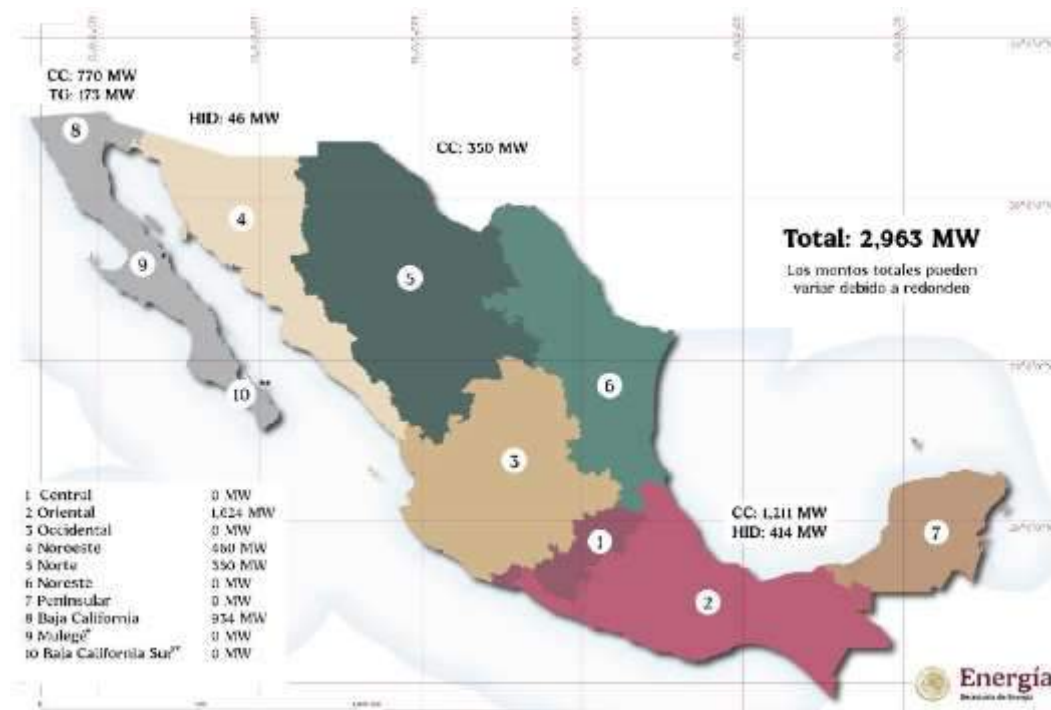 CC: 770 MW
TG: 173 MW
8
HID: 46 MW
CC: 350 MW
4
9
5
Total: 2,963 MW
Los montos totales pueden
variar debido a redondeo
10
**
6
3
1 Central 0 MW
2 Oriental 1,624 MW
3 Occidental 0 MW
4 Noroeste 460 MW
5 Norte 350 MW
6 Noreste 0 MW
7 Peninsular 0 MW
8 Baja California 934 MW
9 Mulegé* 0 MW
10 Baja California Sur** 0 MW
CC: 1,211 MW
HID: 414 MW
7
1
2
Energía
Secretaría de Energía